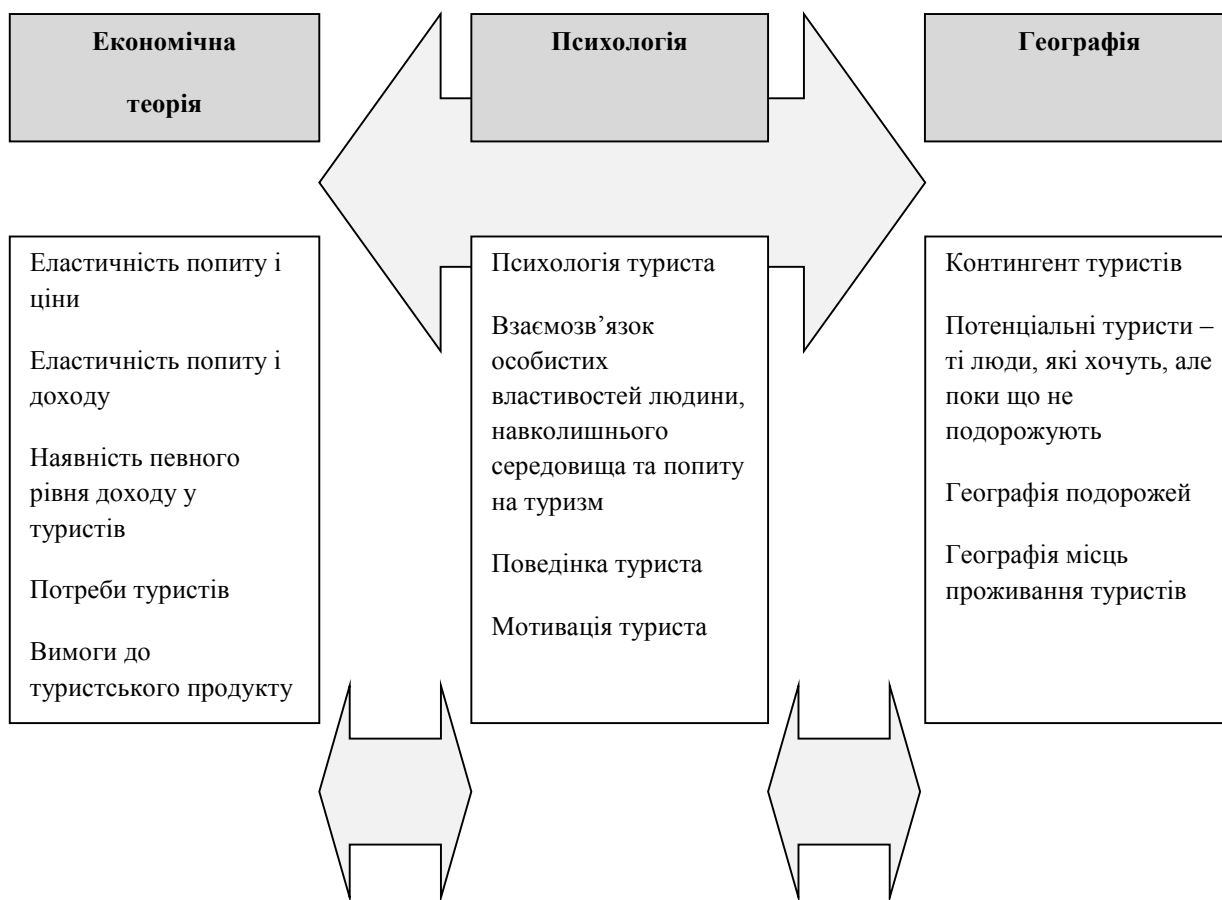 Економічна
теорія
Психологія
Географія
Еластичність попиту і
ціни
Еластичність попиту і
доходу
Наявність певного
рівня доходу у
туристів
Потреби туристів
Вимоги до
туристського продукту
Психологія туриста
Взаємозв’язок
особистих
властивостей людини,
навколишнього
середовища та попиту
на туризм
Поведінка туриста
Мотивація туриста
Контингент туристів
Потенціальні туристи –
ті люди, які хочуть, але
поки що не
подорожують
Географія подорожей
Географія місць
проживання туристів